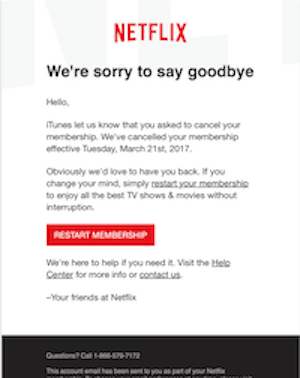 NETFLIX
We're sorry to say goodbye
Hello,
iTunes let us know that you asked to cancel your
membership. We've cancelled your membership
effective Tuesday, March 21st, 2017.
Obviously we'd love to have you back. If you
change your mind, simply restart your membership
to enjoy all the best TV shows & movies without
interruption.
RESTART MEMBERSHIP
We're here to help if you need it. Visit the Help
Center for more info or contact us.
–Your friends at Netflix
Questions? Call 1-866-579-7172
This account email has been sent to you as part of your Netflix